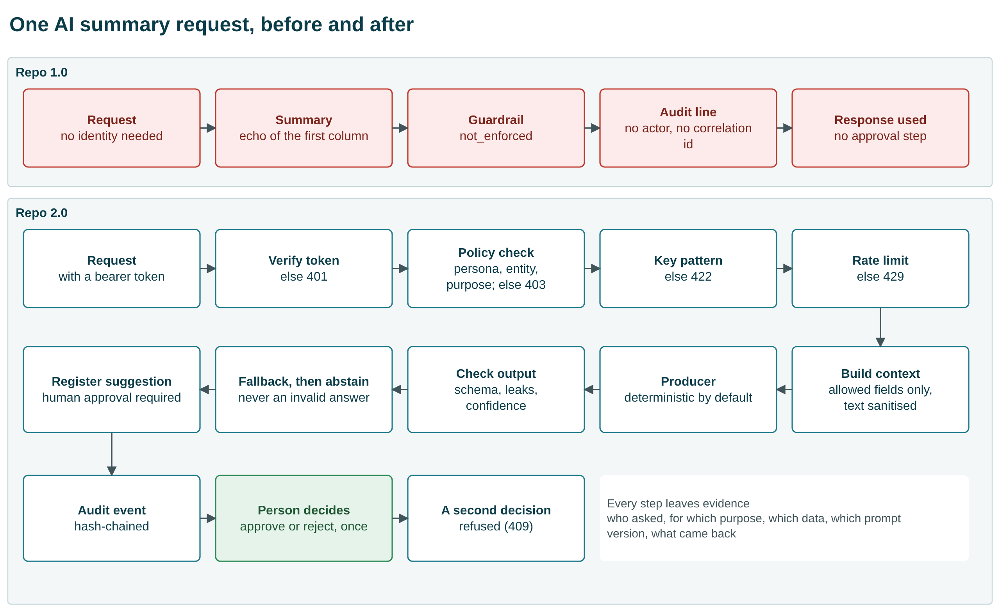 One AI summary request, before and after
Repo 1.0
Request
no identity needed
Summary
echo of the first column
Guardrail
not_enforced
Audit line
no actor, no correlation
id
Response used
no approval step
Repo 2.0
Request
with a bearer token
Verify token
else 401
Policy check
persona, entity,
purpose; else 403
Key pattern
else 422
Rate limit
else 429
Register suggestion
human approval required
Fallback, then abstain
never an invalid answer
Check output
schema, leaks,
confidence
Producer
deterministic by default
Build context
allowed fields only,
text sanitised
Audit event
hash-chained
Person decides
approve or reject, once
A second decision
refused (409)
Every step leaves evidence
who asked, for which purpose, which data, which prompt
version, what came back